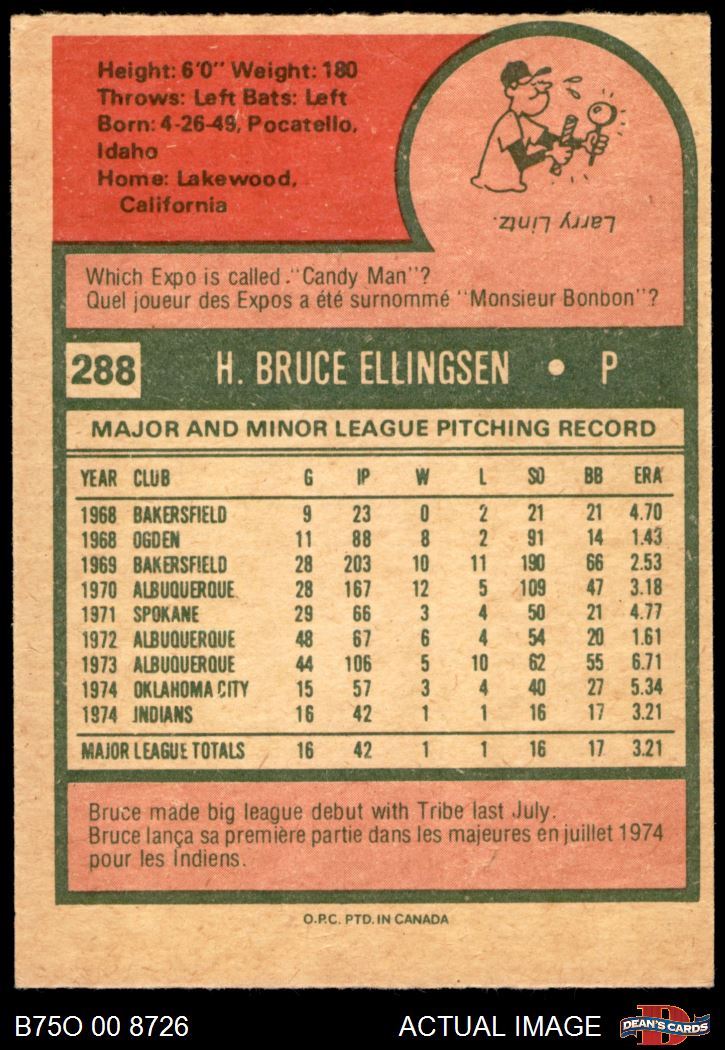 Height: 6'0" Weight: 180
Throws: Left Bats: Left
Born: 4-26-49, Pocatello,
Idaho
Home: Lakewood,
California
Larry Lintz.
Which Expo is called "Candy Man"?
Quel joueur des Expos a été surnommé "Monsieur Bonbon"?
288 H. BRUCE ELLINGSEN • P
MAJOR AND MINOR LEAGUE PITCHING RECORD
YEAR CLUB G IP W L SO BB ERA
1968 BAKERSFIELD 9 23 0 2 21 21 4.70
1968 OGDEN 11 88 8 2 91 14 1.43
1969 BAKERSFIELD 28 203 10 11 190 66 2.53
1970 ALBUQUERQUE 28 167 12 5 109 47 3.18
1971 SPOKANE 29 66 3 4 50 21 4.77
1972 ALBUQUERQUE 48 67 6 4 54 20 1.61
1973 ALBUQUERQUE 44 106 5 10 62 55 6.71
1974 OKLAHOMA CITY 15 57 3 4 40 27 5.34
1974 INDIANS 16 42 1 1 16 17 3.21
MAJOR LEAGUE TOTALS 16 42 1 1 16 17 3.21
Bruce made big league debut with Tribe last July.
Bruce lança sa première partie dans les majeures en juillet 1974
pour les Indiens.
O.P.C. PTD. IN CANADA
B75O 00 8726 ACTUAL IMAGE D DEAN'S CARDS